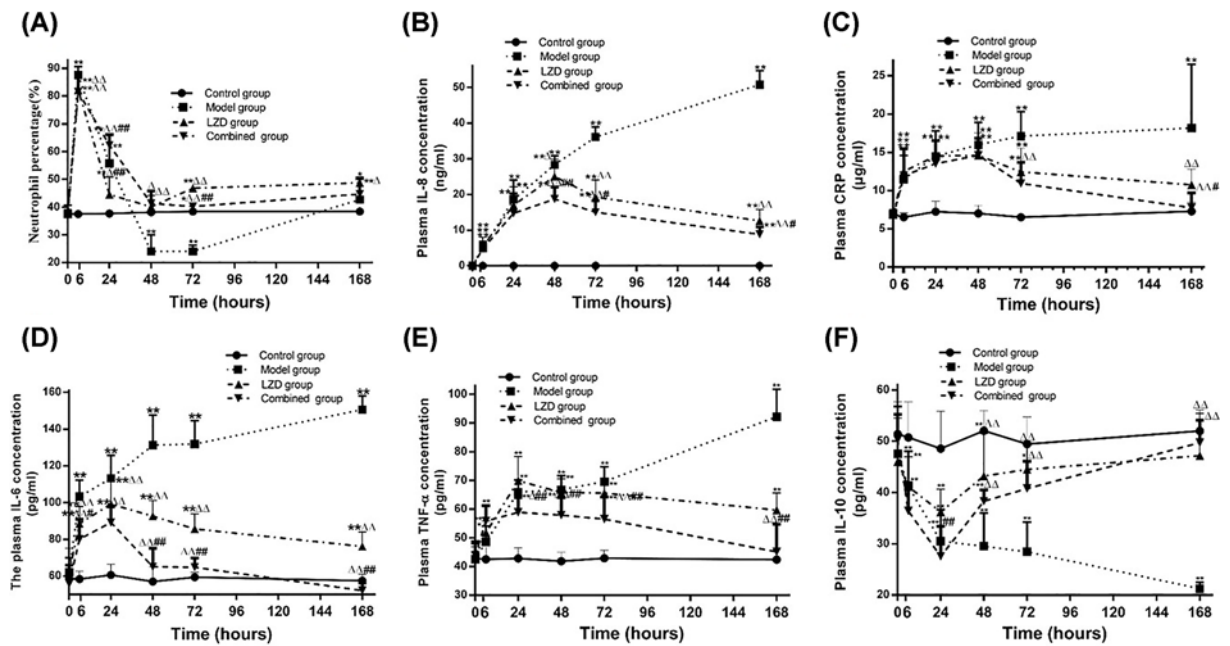 (A)
Control group
Model group
LZD group
Combined group
Neutrophil percentage(%)
90
80
70
60
50
40
30
20
0 6 24 48 72 96 120 144 168
Time (hours)
(B)
Control group
Model group
LZD group
Combined group
Plasma IL-8 concentration
(ng/ml)
50
40
30
20
10
0
0 6 24 48 72 96 120 144 168
Time (hours)
(C)
Control group
Model group
LZD group
Combined group
Plasma CRP concentration
(μg/ml)
25
20
15
10
5
0 6 24 48 72 96 120 144 168
Time (hours)
(D)
Control group
Model group
LZD group
Combined group
The plasma IL-6 concentration
(pg/ml)
160
140
120
100
80
60
0 6 24 48 72 96 120 144 168
Time (hours)
(E)
Control group
Model group
LZD group
Combined group
Plasma TNF-α concentration
(pg/ml)
100
90
80
70
60
50
40
30
0 6 24 48 72 96 120 144 168
Time (hours)
(F)
Control group
Model group
LZD group
Combined group
Plasma IL-10 concentration
(pg/ml)
60
50
40
30
20
0 6 24 48 72 96 120 144 168
Time (hours)